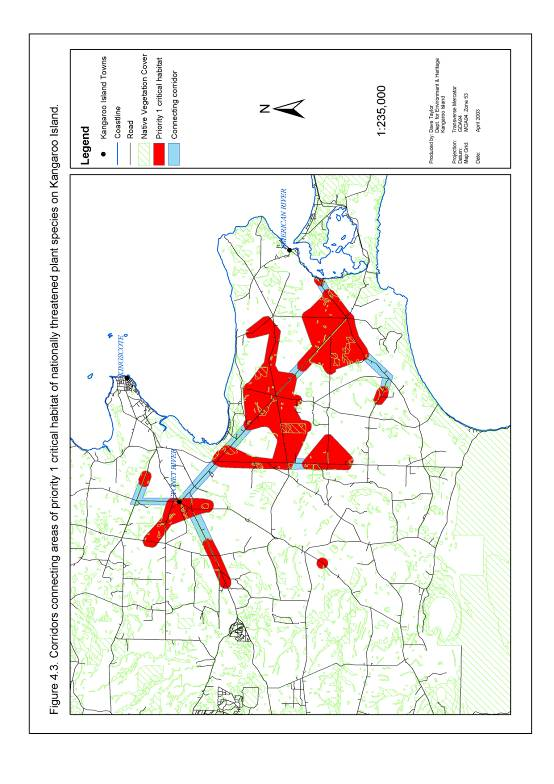 Figure 4.3. Corridors connecting areas of priority 1 critical habitat of nationally threatened plant species on Kangaroo Island.
KINGSCOTE
AMERICAN RIVER
Legend
Kangaroo Island Towns
Coastline
Road
Native Vegetation Cover
Priority 1 critical habitat
Connecting corridor
N
1:235,000
Produced by: Dave Taylor
Dept. for Environment & Heritage
Kangaroo Island
Projection: Transverse Mercator
Datum: GDA94
Map Grid: MGA94 Zone 53
Date: April 2003